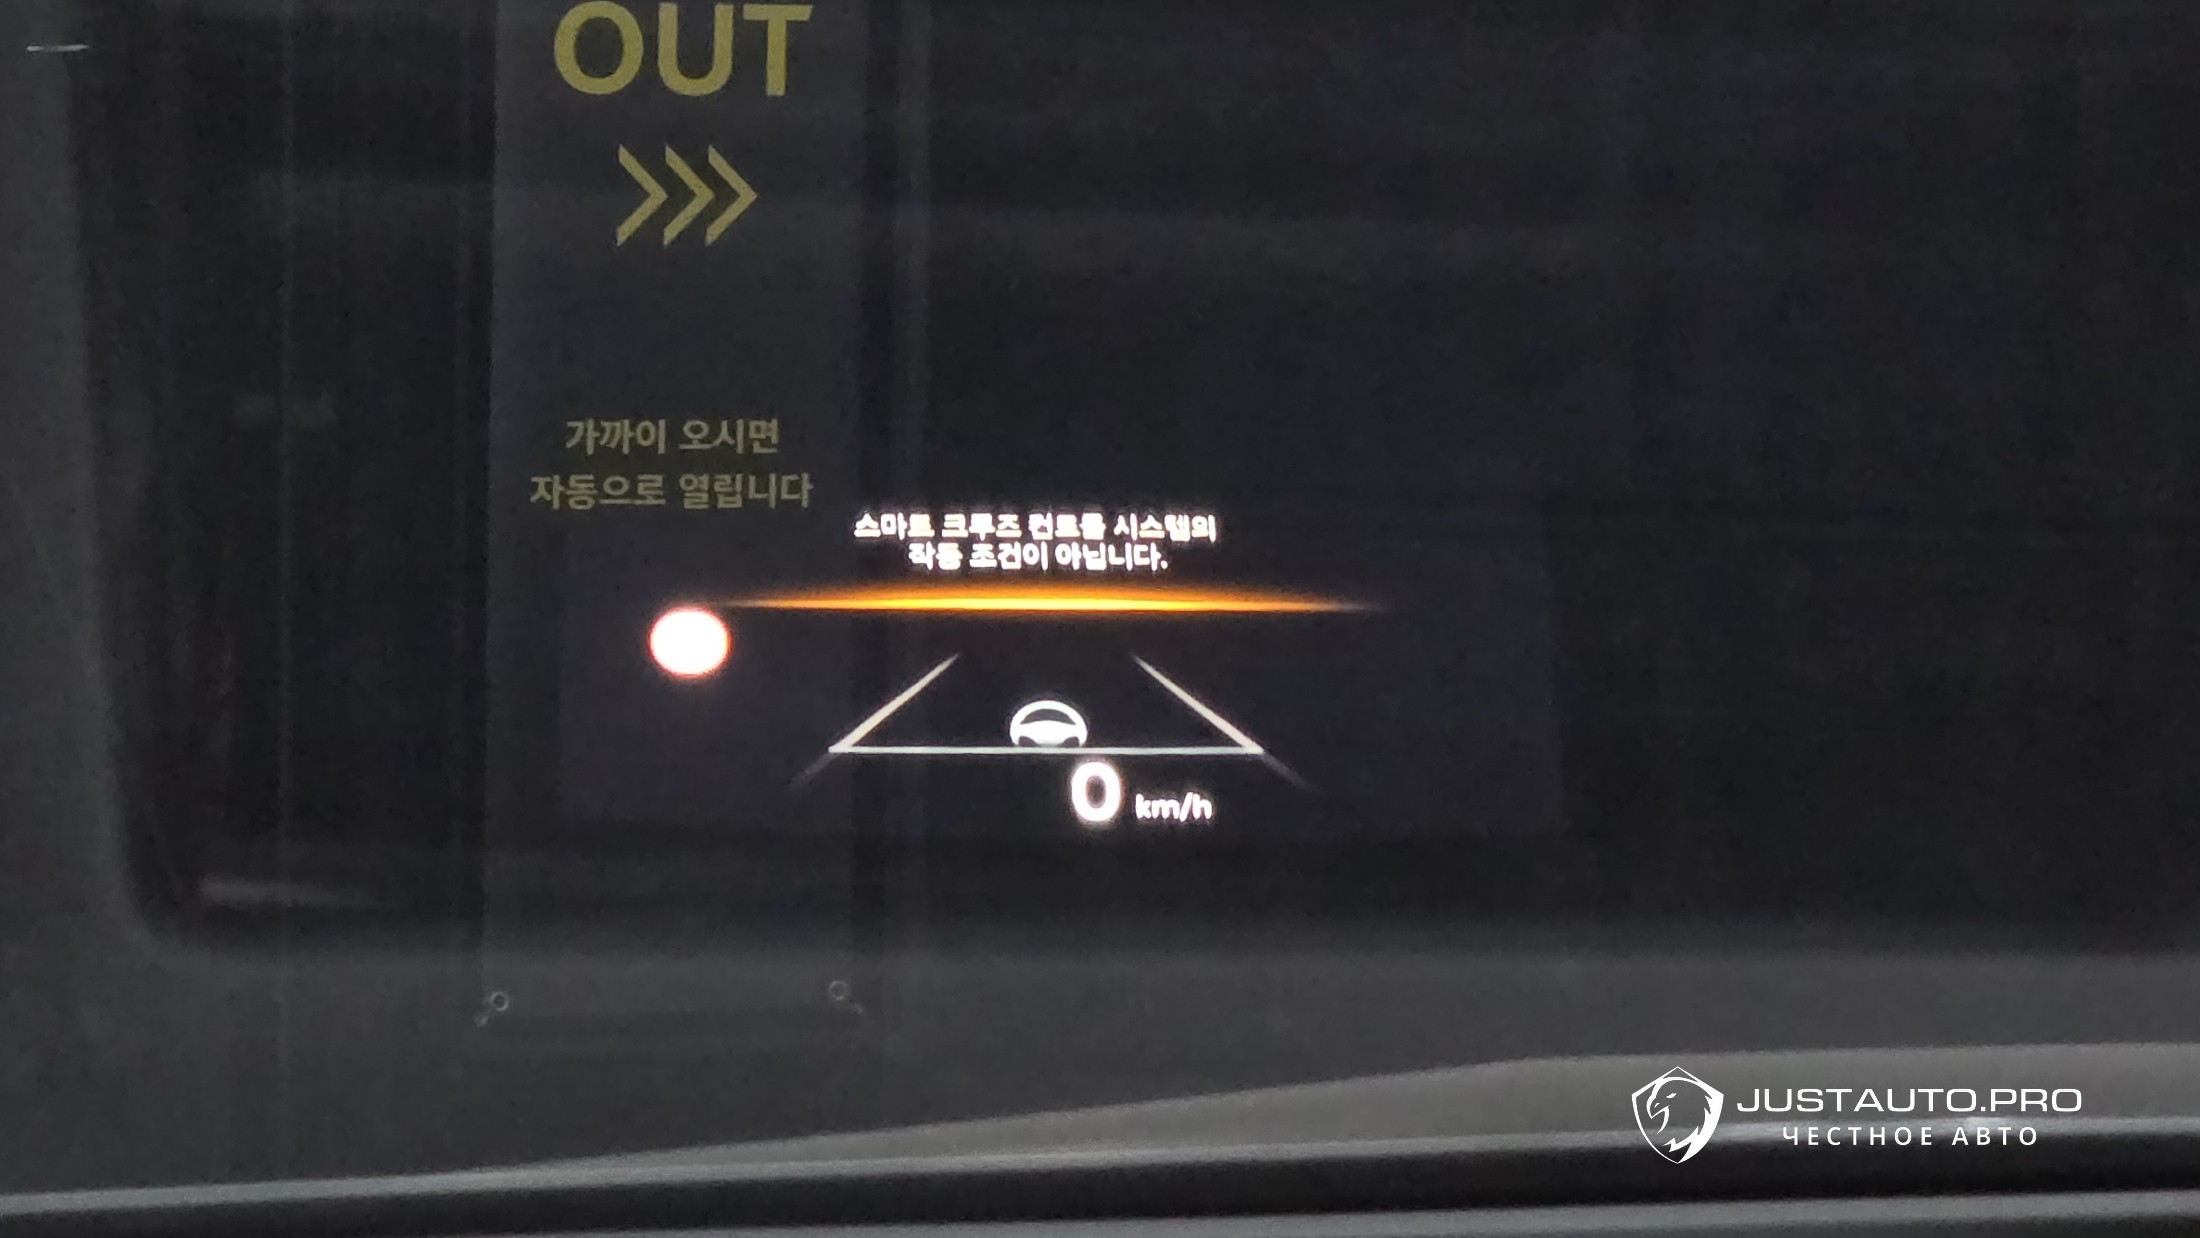 OUT
가까이 오시면
자동으로 열립니다
스마트 크루즈 컨트롤 시스템의
작동 조건이 아닙니다.
0 km/h
JUSTAUTO.PRO
ЧЕСТНОЕ АВТО